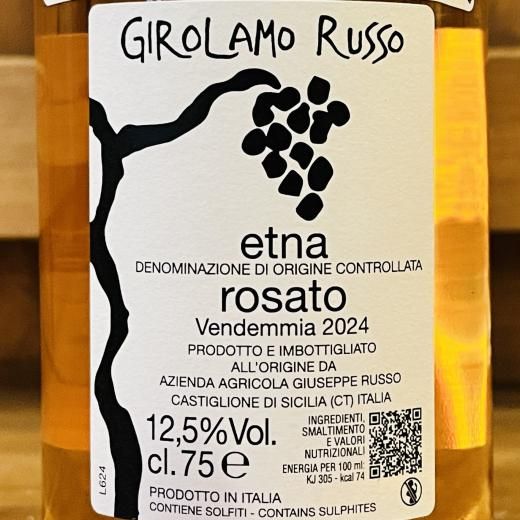 GIROLAMO RUSSO
etna
DENOMINAZIONE DI ORIGINE CONTROLLATA
rosato
Vendemmia 2024
PRODOTTO E IMBOTTIGLIATO
ALL'ORIGINE DA
AZIENDA AGRICOLA GIUSEPPE RUSSO
CASTIGLIONE DI SICILIA (CT) ITALIA
12,5%Vol.
cl.75 e
INGREDIENTI,
SMALTIMENTO
E VALORI
NUTRIZIONALI
ENERGIA PER 100 ml:
KJ 305 - kcal 74
L624
PRODOTTO IN ITALIA
CONTIENE SOLFITI - CONTAINS SULPHITES